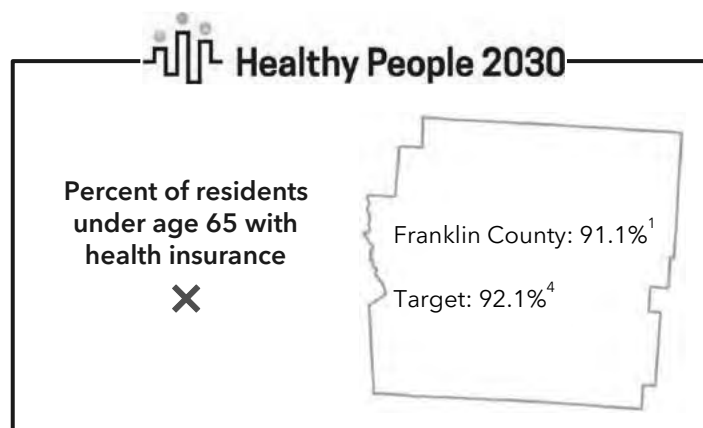 Healthy People 2030
Percent of residents
under age 65 with
health insurance
Franklin County: 91.1%¹
Target: 92.1%⁴